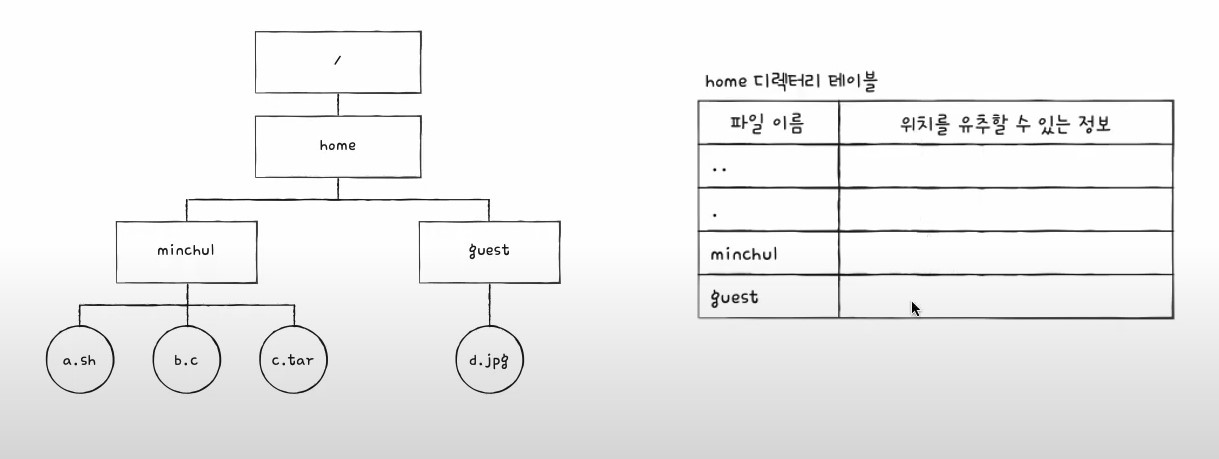 /
home
minchul
guest
a.sh
b.c
c.tar
d.jpg
home 디렉터리 테이블
파일 이름 위치를 유추할 수 있는 정보
..
.
minchul
guest